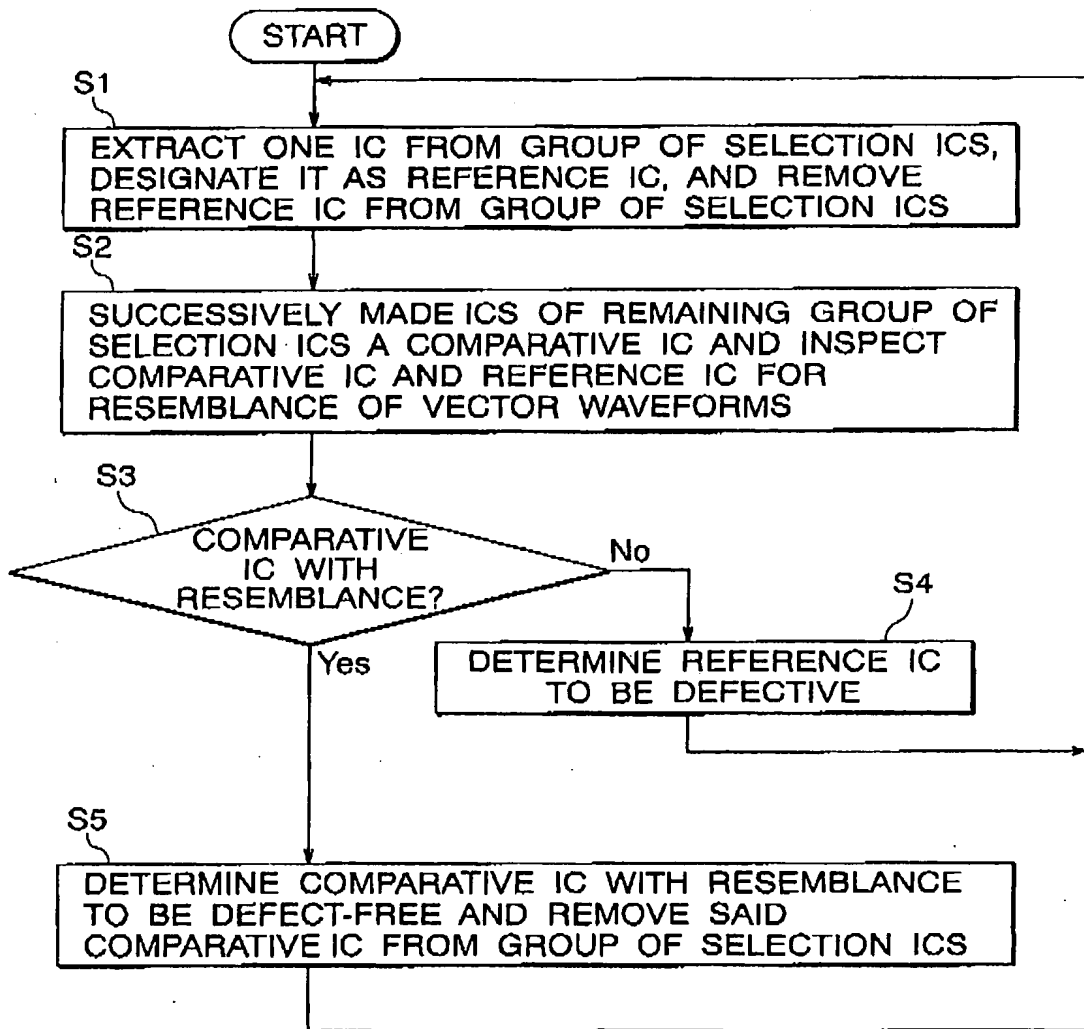 START
S1
EXTRACT ONE IC FROM GROUP OF SELECTION ICS,
DESIGNATE IT AS REFERENCE IC, AND REMOVE
REFERENCE IC FROM GROUP OF SELECTION ICS
S2
SUCCESSIVELY MADE ICS OF REMAINING GROUP OF
SELECTION ICS A COMPARATIVE IC AND INSPECT
COMPARATIVE IC AND REFERENCE IC FOR
RESEMBLANCE OF VECTOR WAVEFORMS
S3
COMPARATIVE
IC WITH
RESEMBLANCE?
No
Yes
S4
DETERMINE REFERENCE IC
TO BE DEFECTIVE
S5
DETERMINE COMPARATIVE IC WITH RESEMBLANCE
TO BE DEFECT-FREE AND REMOVE SAID
COMPARATIVE IC FROM GROUP OF SELECTION ICS